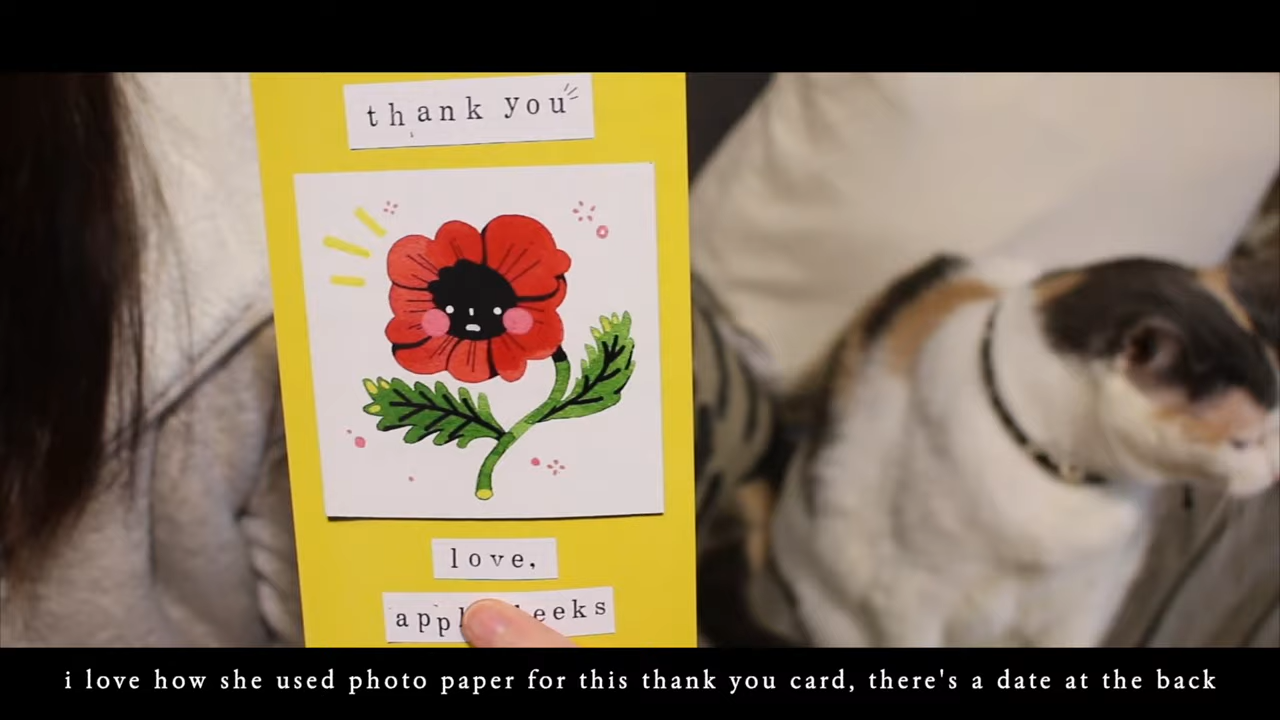 thank you
love,
eeks
i love how she used photo paper for this thank you card, there's a date at the back